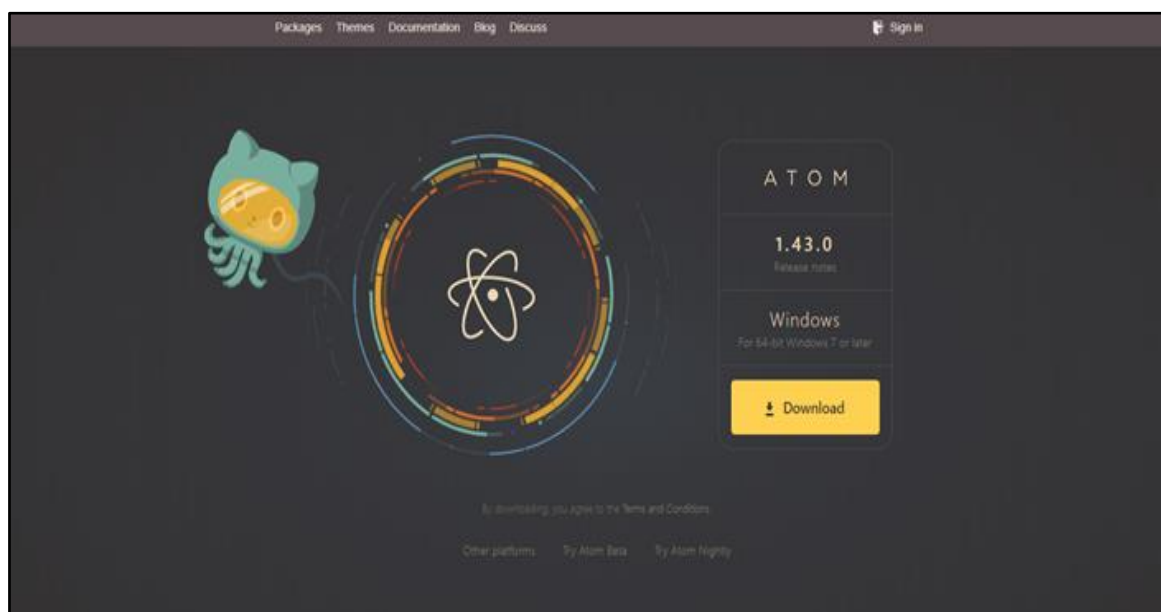 Packages Themes Documentation Blog Discuss Sign in
ATOM
1.43.0
Release notes
Windows
For 64-bit Windows 7 or later
Download
By downloading, you agree to the Terms and Conditions.
Other platforms Try Atom Beta Try Atom Nightly